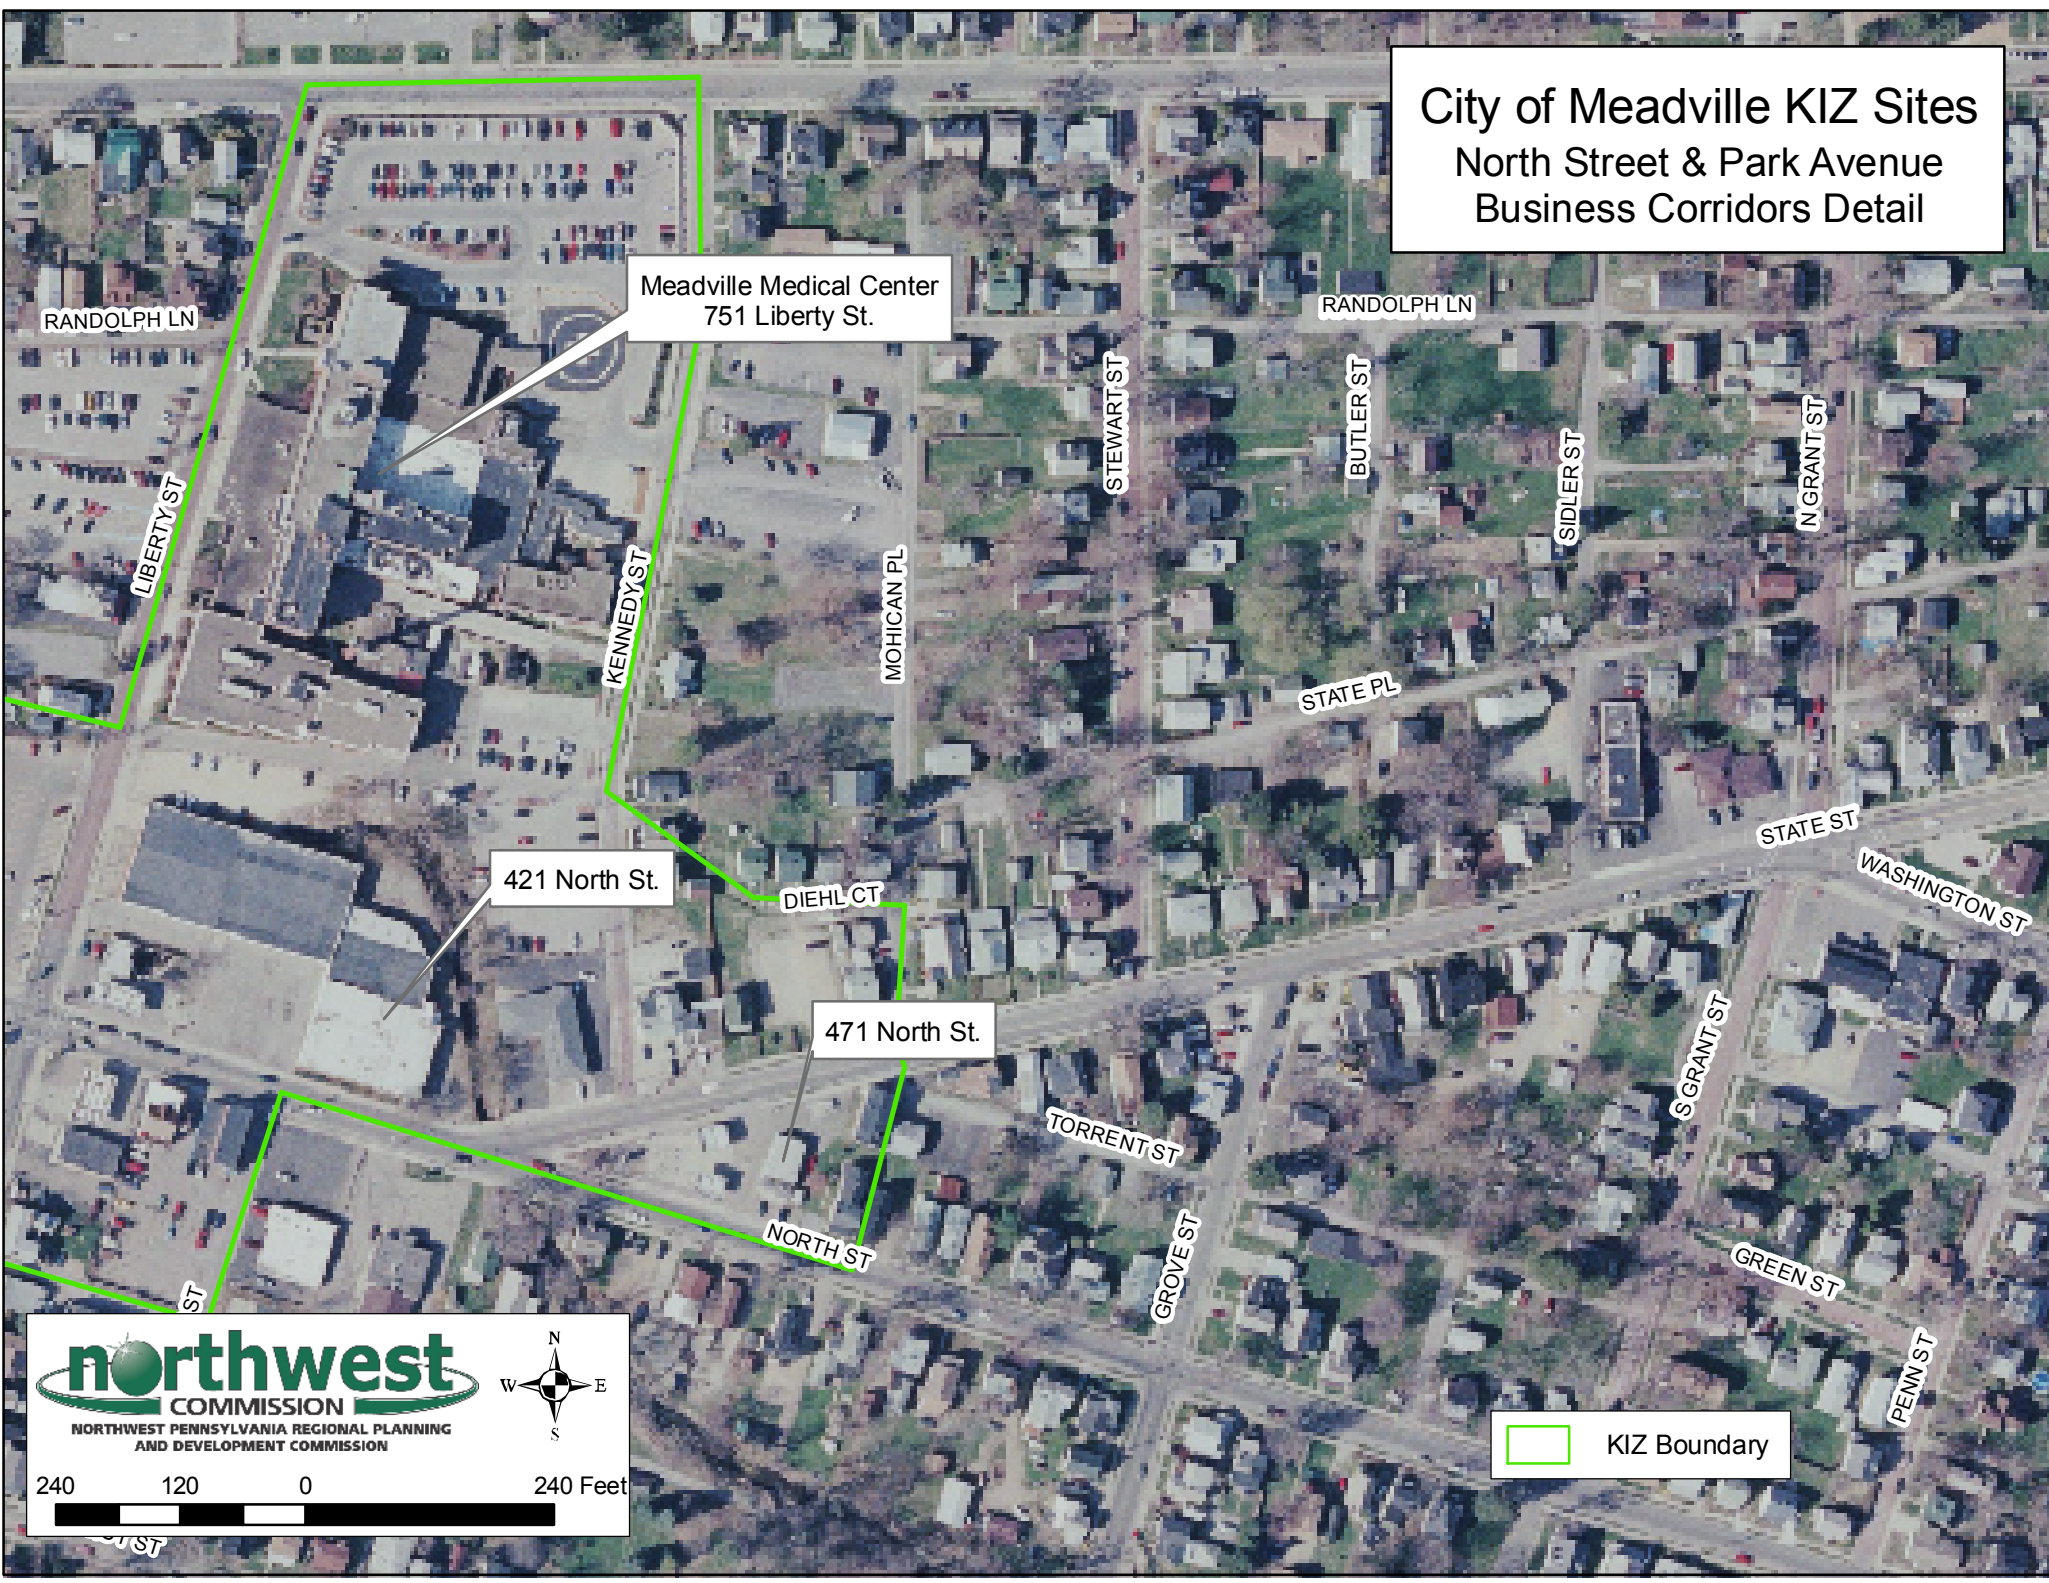 City of Meadville KIZ Sites
North Street & Park Avenue
Business Corridors Detail
Meadville Medical Center
751 Liberty St.
RANDOLPH LN
RANDOLPH LN
STEWART ST
BUTLER ST
SIDLER ST
N GRANT ST
LIBERTY ST
KENNEDY ST
MOHICAN PL
STATE PL
STATE ST
WASHINGTON ST
421 North St.
DIEHL CT
471 North St.
S GRANT ST
TORRENT ST
NORTH ST
GROVE ST
GREEN ST
PENN ST
ST
northwest
COMMISSION
NORTHWEST PENNSYLVANIA REGIONAL PLANNING
AND DEVELOPMENT COMMISSION
N
W E
S
240 120 0 240 Feet
KIZ Boundary
ST